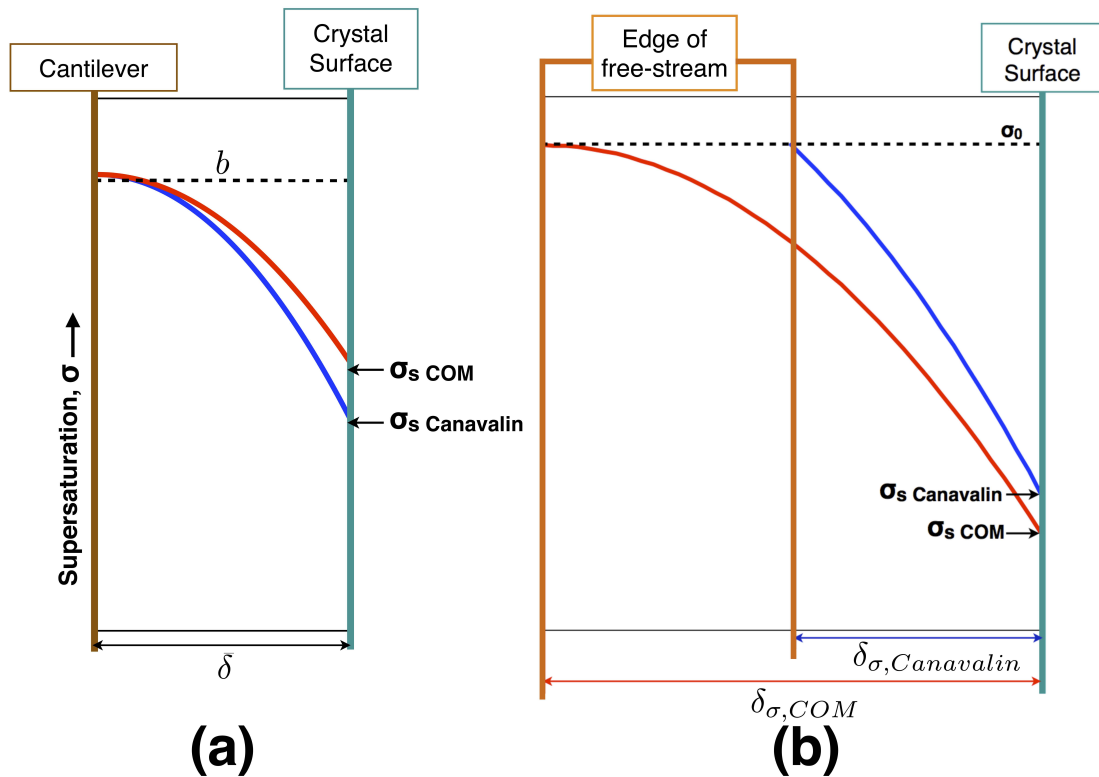 Cantilever
Crystal
Surface
b
Supersaturation, σ
σs COM
σs Canavalin
δ̄
(a)
Edge of
free-stream
Crystal
Surface
σ0
σs Canavalin
σs COM
δσ,Canavalin
δσ,COM
(b)